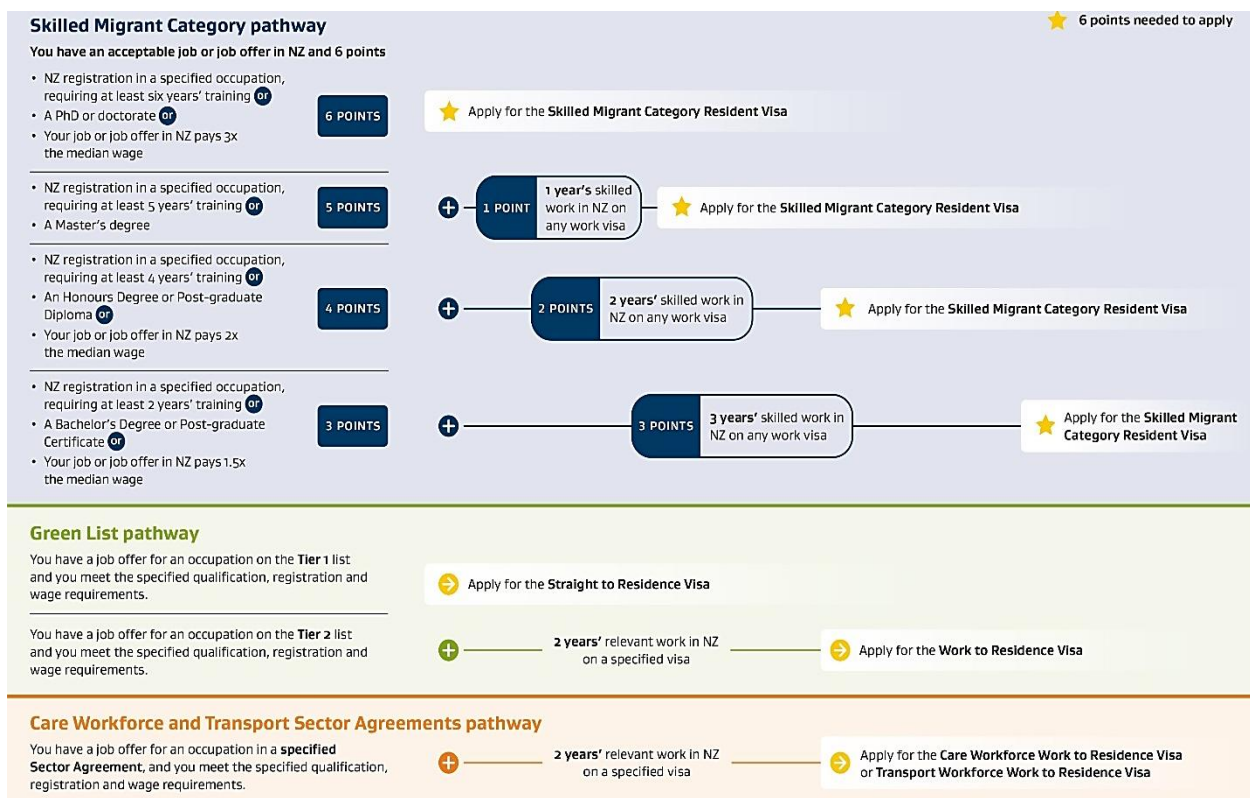 Skilled Migrant Category pathway
6 points needed to apply
You have an acceptable job or job offer in NZ and 6 points
• NZ registration in a specified occupation,
requiring at least six years' training or
• A PhD or doctorate or
• Your job or job offer in NZ pays 3x
the median wage
6 POINTS
Apply for the Skilled Migrant Category Resident Visa
• NZ registration in a specified occupation,
requiring at least 5 years' training or
• A Master's degree
5 POINTS
+
1 POINT
1 year's skilled
work in NZ on
any work visa
Apply for the Skilled Migrant Category Resident Visa
• NZ registration in a specified occupation,
requiring at least 4 years' training or
• An Honours Degree or Post-graduate
Diploma or
• Your job or job offer in NZ pays 2x
the median wage
4 POINTS
+
2 POINTS
2 years' skilled work in
NZ on any work visa
Apply for the Skilled Migrant Category Resident Visa
• NZ registration in a specified occupation,
requiring at least 2 years' training or
• A Bachelor's Degree or Post-graduate
Certificate or
• Your job or job offer in NZ pays 1.5x
the median wage
3 POINTS
+
3 POINTS
3 years' skilled work in
NZ on any work visa
Apply for the Skilled Migrant
Category Resident Visa
Green List pathway
You have a job offer for an occupation on the Tier 1 list
and you meet the specified qualification, registration and
wage requirements.
Apply for the Straight to Residence Visa
You have a job offer for an occupation on the Tier 2 list
and you meet the specified qualification, registration and
wage requirements.
+
2 years' relevant work in NZ
on a specified visa
Apply for the Work to Residence Visa
Care Workforce and Transport Sector Agreements pathway
You have a job offer for an occupation in a specified
Sector Agreement, and you meet the specified qualification,
registration and wage requirements.
+
2 years' relevant work in NZ
on a specified visa
Apply for the Care Workforce Work to Residence Visa
or Transport Workforce Work to Residence Visa